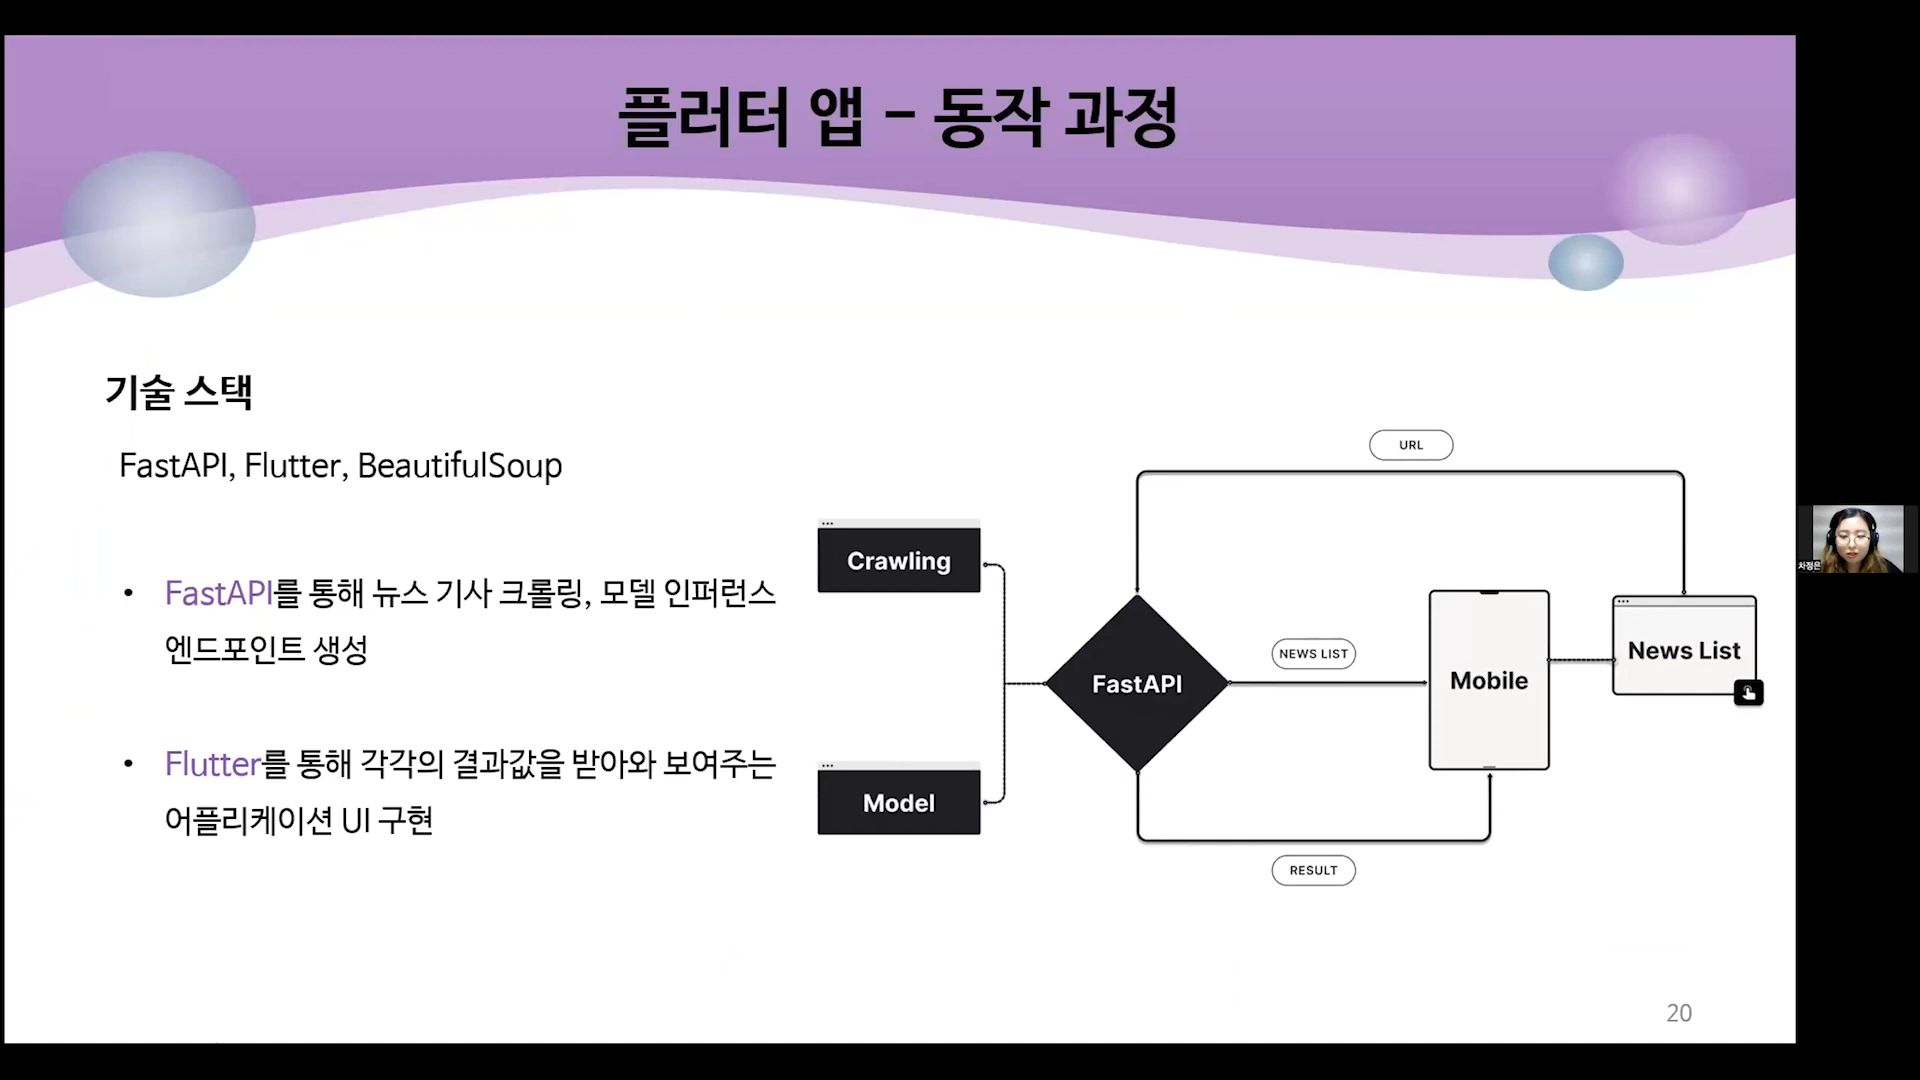 플러터 앱 – 동작 과정
기술 스택
FastAPI, Flutter, BeautifulSoup
• FastAPI를 통해 뉴스 기사 크롤링, 모델 인퍼런스
엔드포인트 생성
• Flutter를 통해 각각의 결과값을 받아와 보여주는
어플리케이션 UI 구현
URL
Crawling
FastAPI
NEWS LIST
Mobile
News List
Model
RESULT
차정은
20